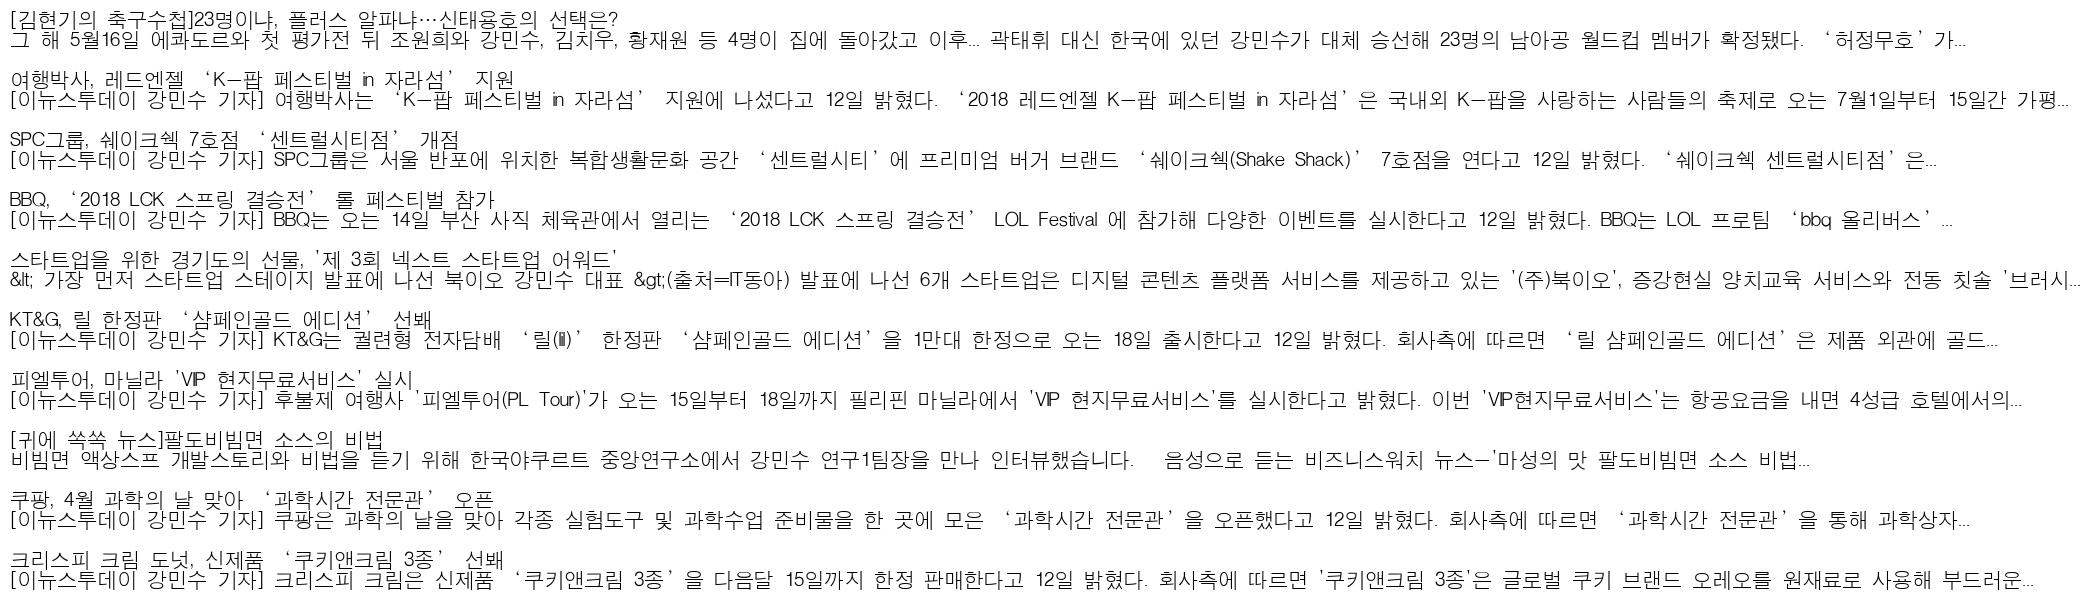 [김현기의 축구수첩]23명이냐, 플러스 알파냐…신태용호의 선택은?
그 해 5월16일 에콰도르와 첫 평가전 뒤 조원희와 강민수, 김치우, 황재원 등 4명이 집에 돌아갔고 이후... 곽태휘 대신 한국에 있던 강민수가 대체 승선해 23명의 남아공 월드컵 멤버가 확정됐다. ‘허정무호’가...
여행박사, 레드엔젤 ‘K-팝 페스티벌 in 자라섬’ 지원
[이뉴스투데이 강민수 기자] 여행박사는 ‘K-팝 페스티벌 in 자라섬’ 지원에 나섰다고 12일 밝혔다. ‘2018 레드엔젤 K-팝 페스티벌 in 자라섬’은 국내외 K-팝을 사랑하는 사람들의 축제로 오는 7월1일부터 15일간 가평...
SPC그룹, 쉐이크쉑 7호점 ‘센트럴시티점’ 개점
[이뉴스투데이 강민수 기자] SPC그룹은 서울 반포에 위치한 복합생활문화 공간 ‘센트럴시티’에 프리미엄 버거 브랜드 ‘쉐이크쉑(Shake Shack)’ 7호점을 연다고 12일 밝혔다. ‘쉐이크쉑 센트럴시티점’은...
BBQ, ‘2018 LCK 스프링 결승전’ 롤 페스티벌 참가
[이뉴스투데이 강민수 기자] BBQ는 오는 14일 부산 사직 체육관에서 열리는 ‘2018 LCK 스프링 결승전’ LOL Festival 에 참가해 다양한 이벤트를 실시한다고 12일 밝혔다. BBQ는 LOL 프로팀 ‘bbq 올리버스’...
스타트업을 위한 경기도의 선물, '제 3회 넥스트 스타트업 어워드'
&lt; 가장 먼저 스타트업 스테이지 발표에 나선 북이오 강민수 대표 &gt;(출처=IT동아) 발표에 나선 6개 스타트업은 디지털 콘텐츠 플랫폼 서비스를 제공하고 있는 '(주)북이오', 증강현실 양치교육 서비스와 전동 칫솔 '브러시...
KT&G, 릴 한정판 ‘샴페인골드 에디션’ 선봬
[이뉴스투데이 강민수 기자] KT&G는 궐련형 전자담배 ‘릴(lil)’ 한정판 ‘샴페인골드 에디션’을 1만대 한정으로 오는 18일 출시한다고 12일 밝혔다. 회사측에 따르면 ‘릴 샴페인골드 에디션’은 제품 외관에 골드...
피엘투어, 마닐라 'VIP 현지무료서비스' 실시
[이뉴스투데이 강민수 기자] 후불제 여행사 '피엘투어(PL Tour)'가 오는 15일부터 18일까지 필리핀 마닐라에서 'VIP 현지무료서비스'를 실시한다고 밝혔다. 이번 'VIP현지무료서비스'는 항공요금을 내면 4성급 호텔에서의...
[귀에 쏙쏙 뉴스]팔도비빔면 소스의 비법
비빔면 액상스프 개발스토리와 비법을 듣기 위해 한국야쿠르트 중앙연구소에서 강민수 연구1팀장을 만나 인터뷰했습니다. 음성으로 듣는 비즈니스워치 뉴스-'마성의 맛 팔도비빔면 소스 비법...
쿠팡, 4월 과학의 날 맞아 ‘과학시간 전문관’ 오픈
[이뉴스투데이 강민수 기자] 쿠팡은 과학의 날을 맞아 각종 실험도구 및 과학수업 준비물을 한 곳에 모은 ‘과학시간 전문관’을 오픈했다고 12일 밝혔다. 회사측에 따르면 ‘과학시간 전문관’을 통해 과학상자...
크리스피 크림 도넛, 신제품 ‘쿠키앤크림 3종’ 선봬
[이뉴스투데이 강민수 기자] 크리스피 크림은 신제품 ‘쿠키앤크림 3종’을 다음달 15일까지 한정 판매한다고 12일 밝혔다. 회사측에 따르면 '쿠키앤크림 3종'은 글로벌 쿠키 브랜드 오레오를 원재료로 사용해 부드러운...